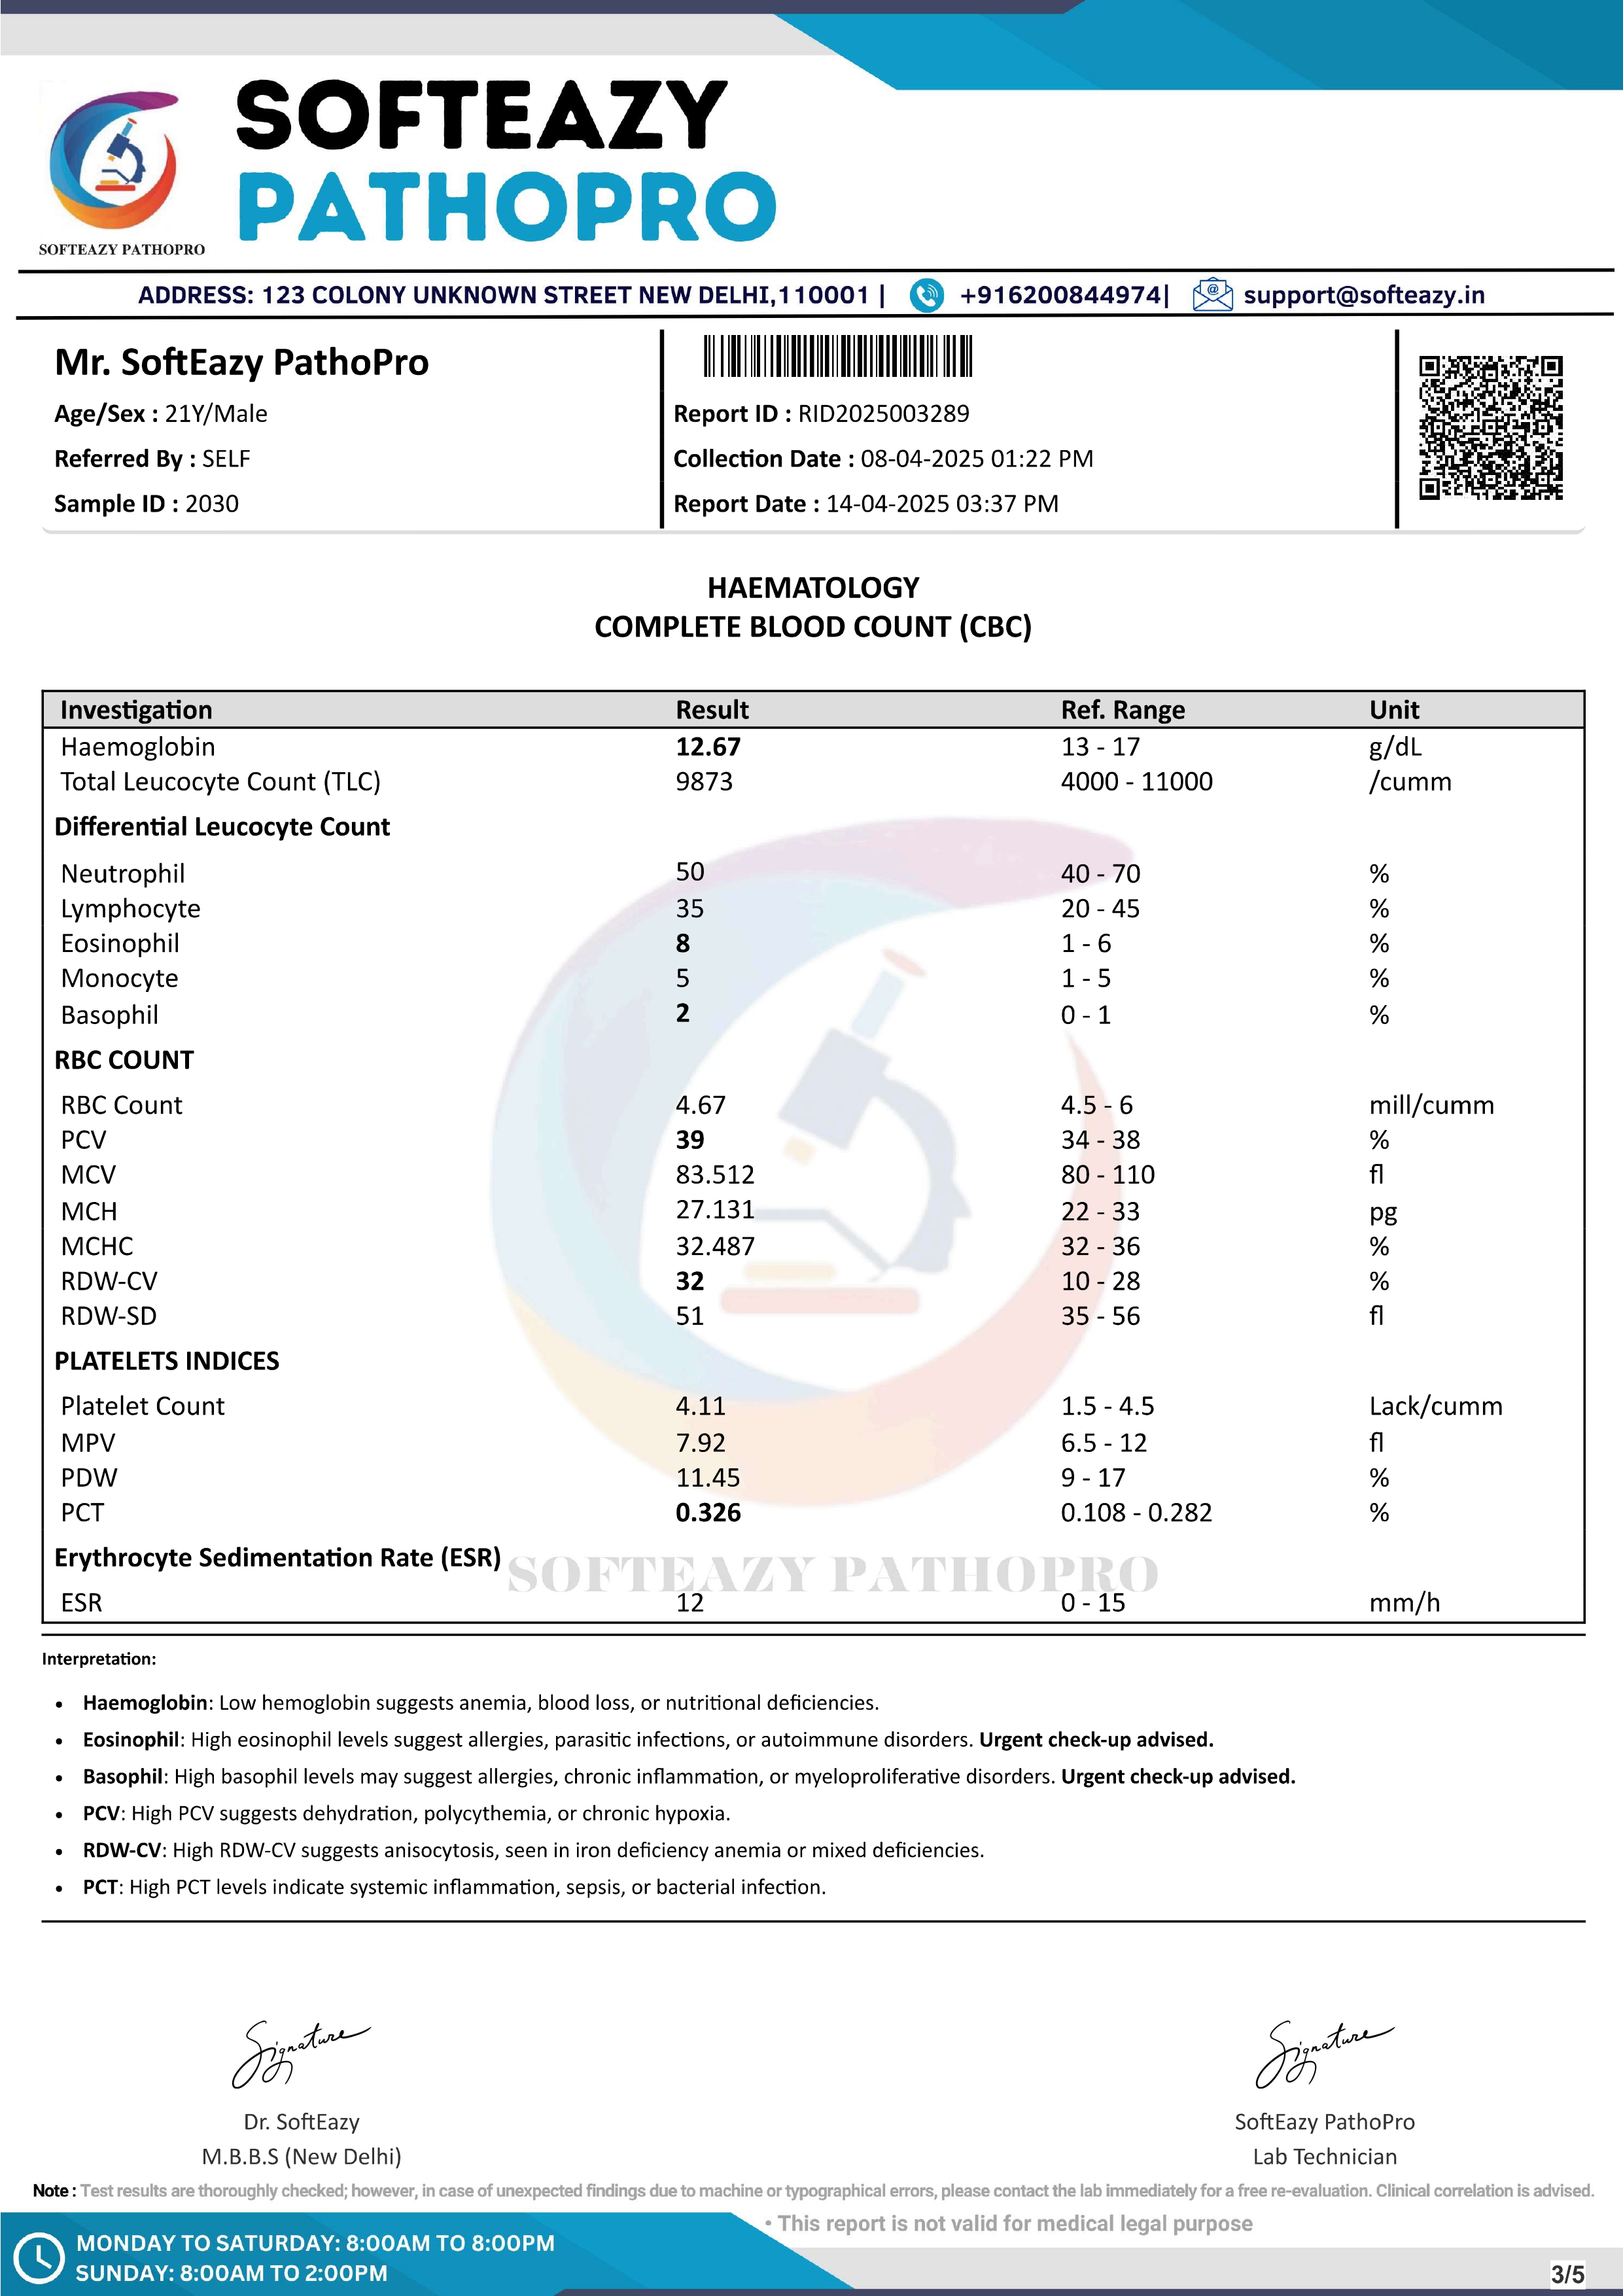 SOFTEAZY
PATHOPRO
SOFTEAZY PATHOPRO
ADDRESS: 123 COLONY UNKNOWN STREET NEW DELHI,110001 | +916200844974| support@softeazy.in
Mr. SoftEazy PathoPro
Age/Sex : 21Y/Male
Referred By : SELF
Sample ID : 2030
Report ID : RID2025003289
Collection Date : 08-04-2025 01:22 PM
Report Date : 14-04-2025 03:37 PM
HAEMATOLOGY
COMPLETE BLOOD COUNT (CBC)
Investigation Result Ref. Range Unit
Haemoglobin 12.67 13 - 17 g/dL
Total Leucocyte Count (TLC) 9873 4000 - 11000 /cumm
Differential Leucocyte Count
Neutrophil 50 40 - 70 %
Lymphocyte 35 20 - 45 %
Eosinophil 8 1 - 6 %
Monocyte 5 1 - 5 %
Basophil 2 0 - 1 %
RBC COUNT
RBC Count 4.67 4.5 - 6 mill/cumm
PCV 39 34 - 38 %
MCV 83.512 80 - 110 fl
MCH 27.131 22 - 33 pg
MCHC 32.487 32 - 36 %
RDW-CV 32 10 - 28 %
RDW-SD 51 35 - 56 fl
PLATELETS INDICES
Platelet Count 4.11 1.5 - 4.5 Lack/cumm
MPV 7.92 6.5 - 12 fl
PDW 11.45 9 - 17 %
PCT 0.326 0.108 - 0.282 %
Erythrocyte Sedimentation Rate (ESR)
SOFTEAZY PATHOPRO
ESR 12 0 - 15 mm/h
Interpretation:
• Haemoglobin: Low hemoglobin suggests anemia, blood loss, or nutritional deficiencies.
• Eosinophil: High eosinophil levels suggest allergies, parasitic infections, or autoimmune disorders. Urgent check-up advised.
• Basophil: High basophil levels may suggest allergies, chronic inflammation, or myeloproliferative disorders. Urgent check-up advised.
• PCV: High PCV suggests dehydration, polycythemia, or chronic hypoxia.
• RDW-CV: High RDW-CV suggests anisocytosis, seen in iron deficiency anemia or mixed deficiencies.
• PCT: High PCT levels indicate systemic inflammation, sepsis, or bacterial infection.
Signature Signature
Dr. SoftEazy SoftEazy PathoPro
M.B.B.S (New Delhi) Lab Technician
Note : Test results are thoroughly checked; however, in case of unexpected findings due to machine or typographical errors, please contact the lab immediately for a free re-evaluation. Clinical correlation is advised.
• This report is not valid for medical legal purpose
MONDAY TO SATURDAY: 8:00AM TO 8:00PM
SUNDAY: 8:00AM TO 2:00PM
3/5